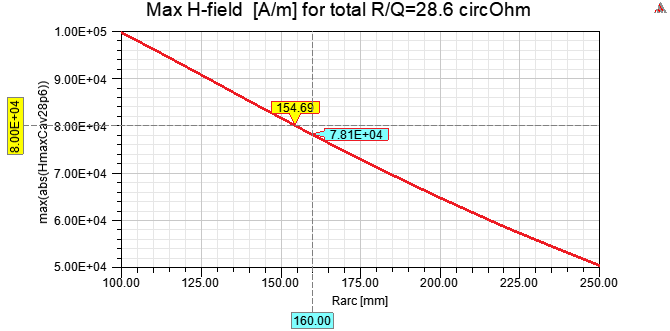 Max H-field [A/m] for total R/Q=28.6 circOhm
max(abs(HmaxCav28p6))
1.00E+05
9.00E+04
8.00E+04
7.00E+04
6.00E+04
5.00E+04
8.00E+04
154.69
7.81E+04
100.00 125.00 150.00 175.00 200.00 225.00 250.00
Rarc [mm]
160.00